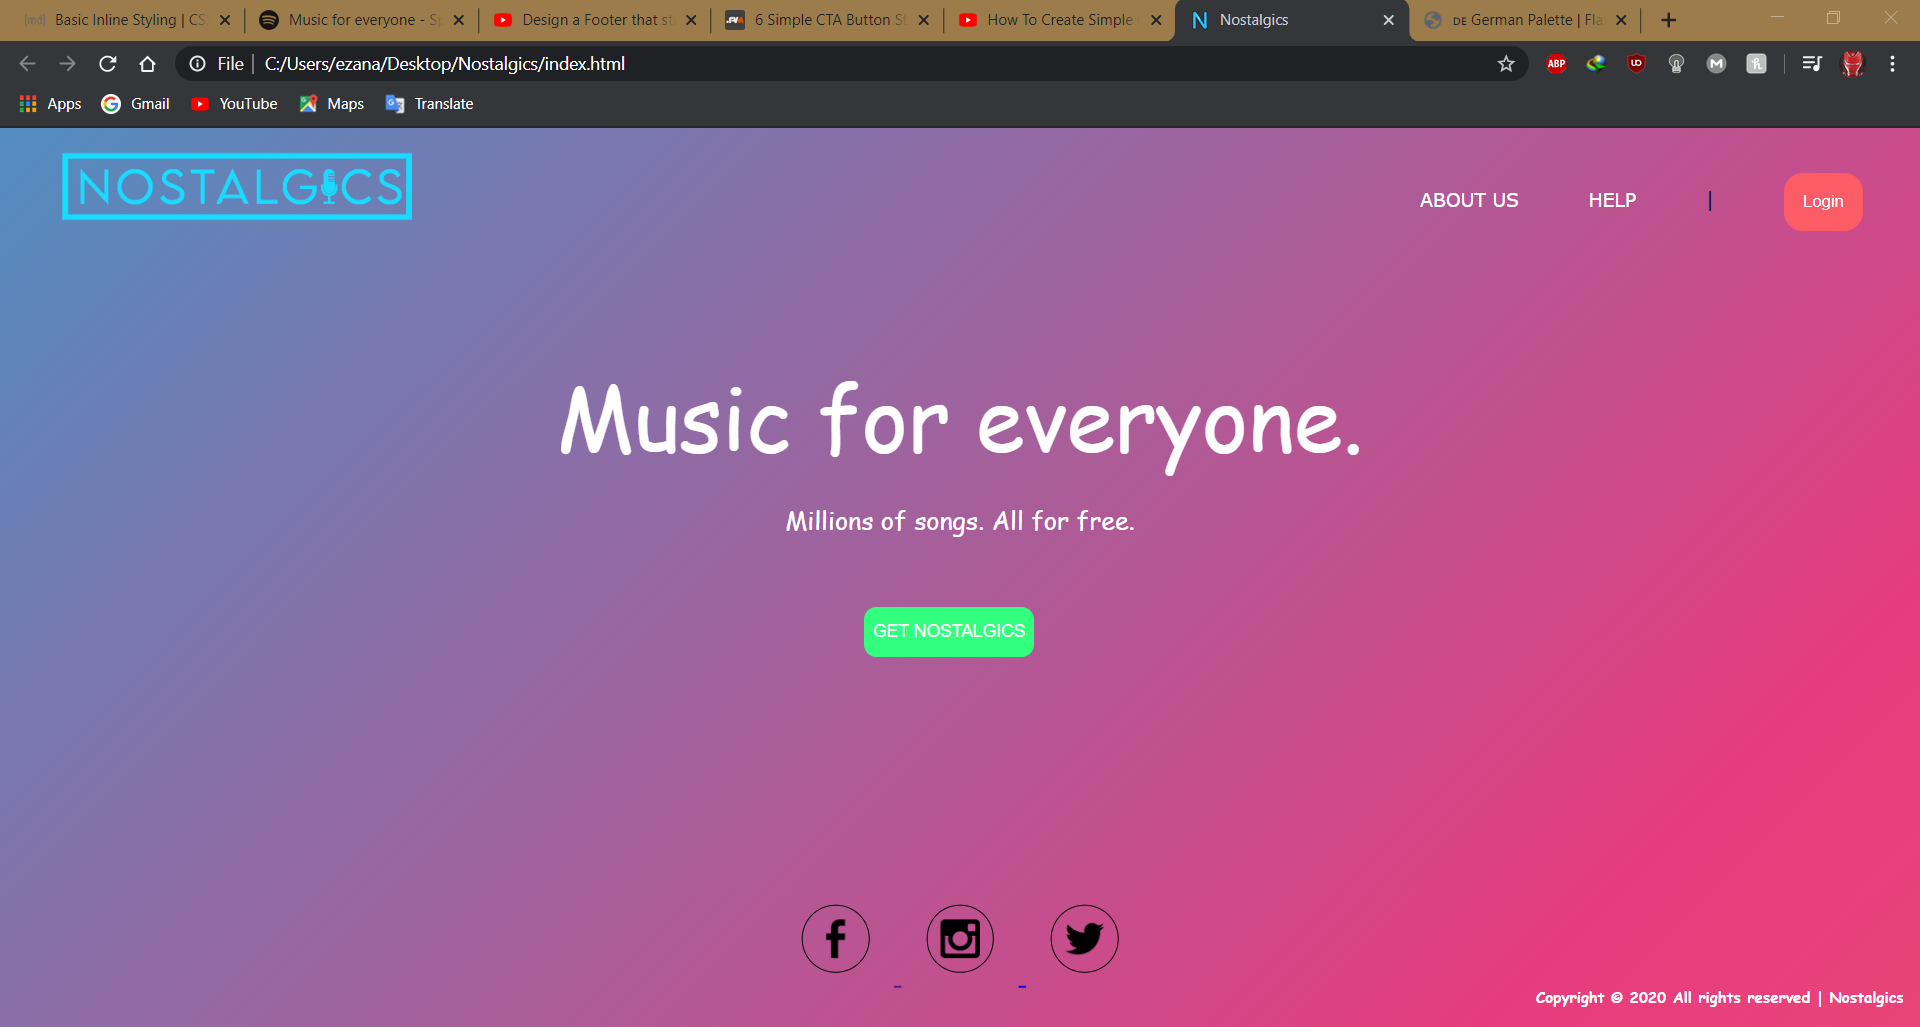 Basic Inline Styling | CS
Music for everyone - Sp
Design a Footer that st
6 Simple CTA Button St
How To Create Simple
Nostalgics
DE German Palette | Fla
File | C:/Users/ezana/Desktop/Nostalgics/index.html
ABP
Apps
Gmail
YouTube
Maps
Translate
NOSTALGICS
ABOUT US
HELP
|
Login
Music for everyone.
Millions of songs. All for free.
GET NOSTALGICS
Copyright © 2020 All rights reserved | Nostalgics